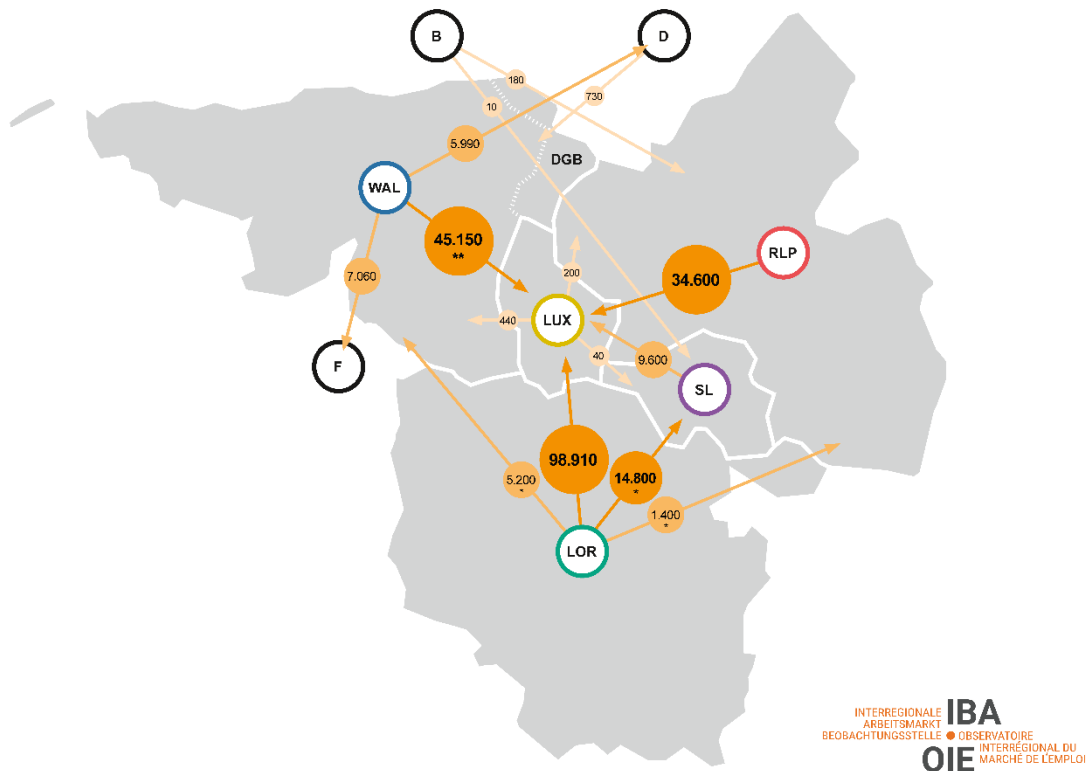 B
D
180
10
730
5.990
DGB
WAL
45.150
**
RLP
34.600
200
7.060
440
LUX
40
9.600
F
SL
98.910
14.800
*
5.200
*
1.400
*
LOR
INTERREGIONALE
ARBEITSMARKT
BEOBACHTUNGSSTELLE
IBA
OBSERVATOIRE
OIE
INTERRÉGIONAL DU
MARCHÉ DE L'EMPLOI